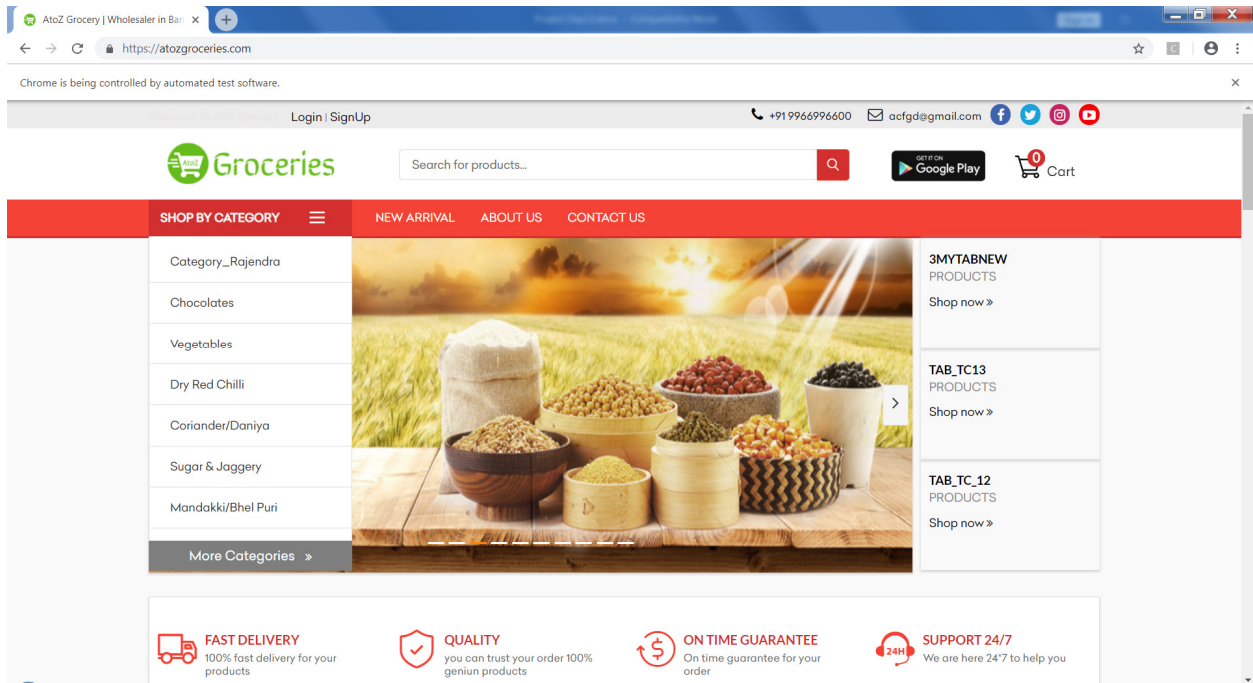 AtoZ Grocery | Wholesaler in Ban
https://atozgroceries.com
Chrome is being controlled by automated test software.
Login | SignUp
+91 9966996600
acfgd@gmail.com
AtoZ Groceries
Search for products...
GET IT ON
Google Play
0
Cart
SHOP BY CATEGORY
NEW ARRIVAL
ABOUT US
CONTACT US
Category_Rajendra
Chocolates
Vegetables
Dry Red Chilli
Coriander/Daniya
Sugar & Jaggery
Mandakki/Bhel Puri
More Categories »
3MYTABNEW
PRODUCTS
Shop now »
TAB_TC13
PRODUCTS
Shop now »
TAB_TC_12
PRODUCTS
Shop now »
FAST DELIVERY
100% fast delivery for your
products
QUALITY
you can trust your order 100%
geniun products
ON TIME GUARANTEE
On time guarantee for your
order
24H
SUPPORT 24/7
We are here 24*7 to help you